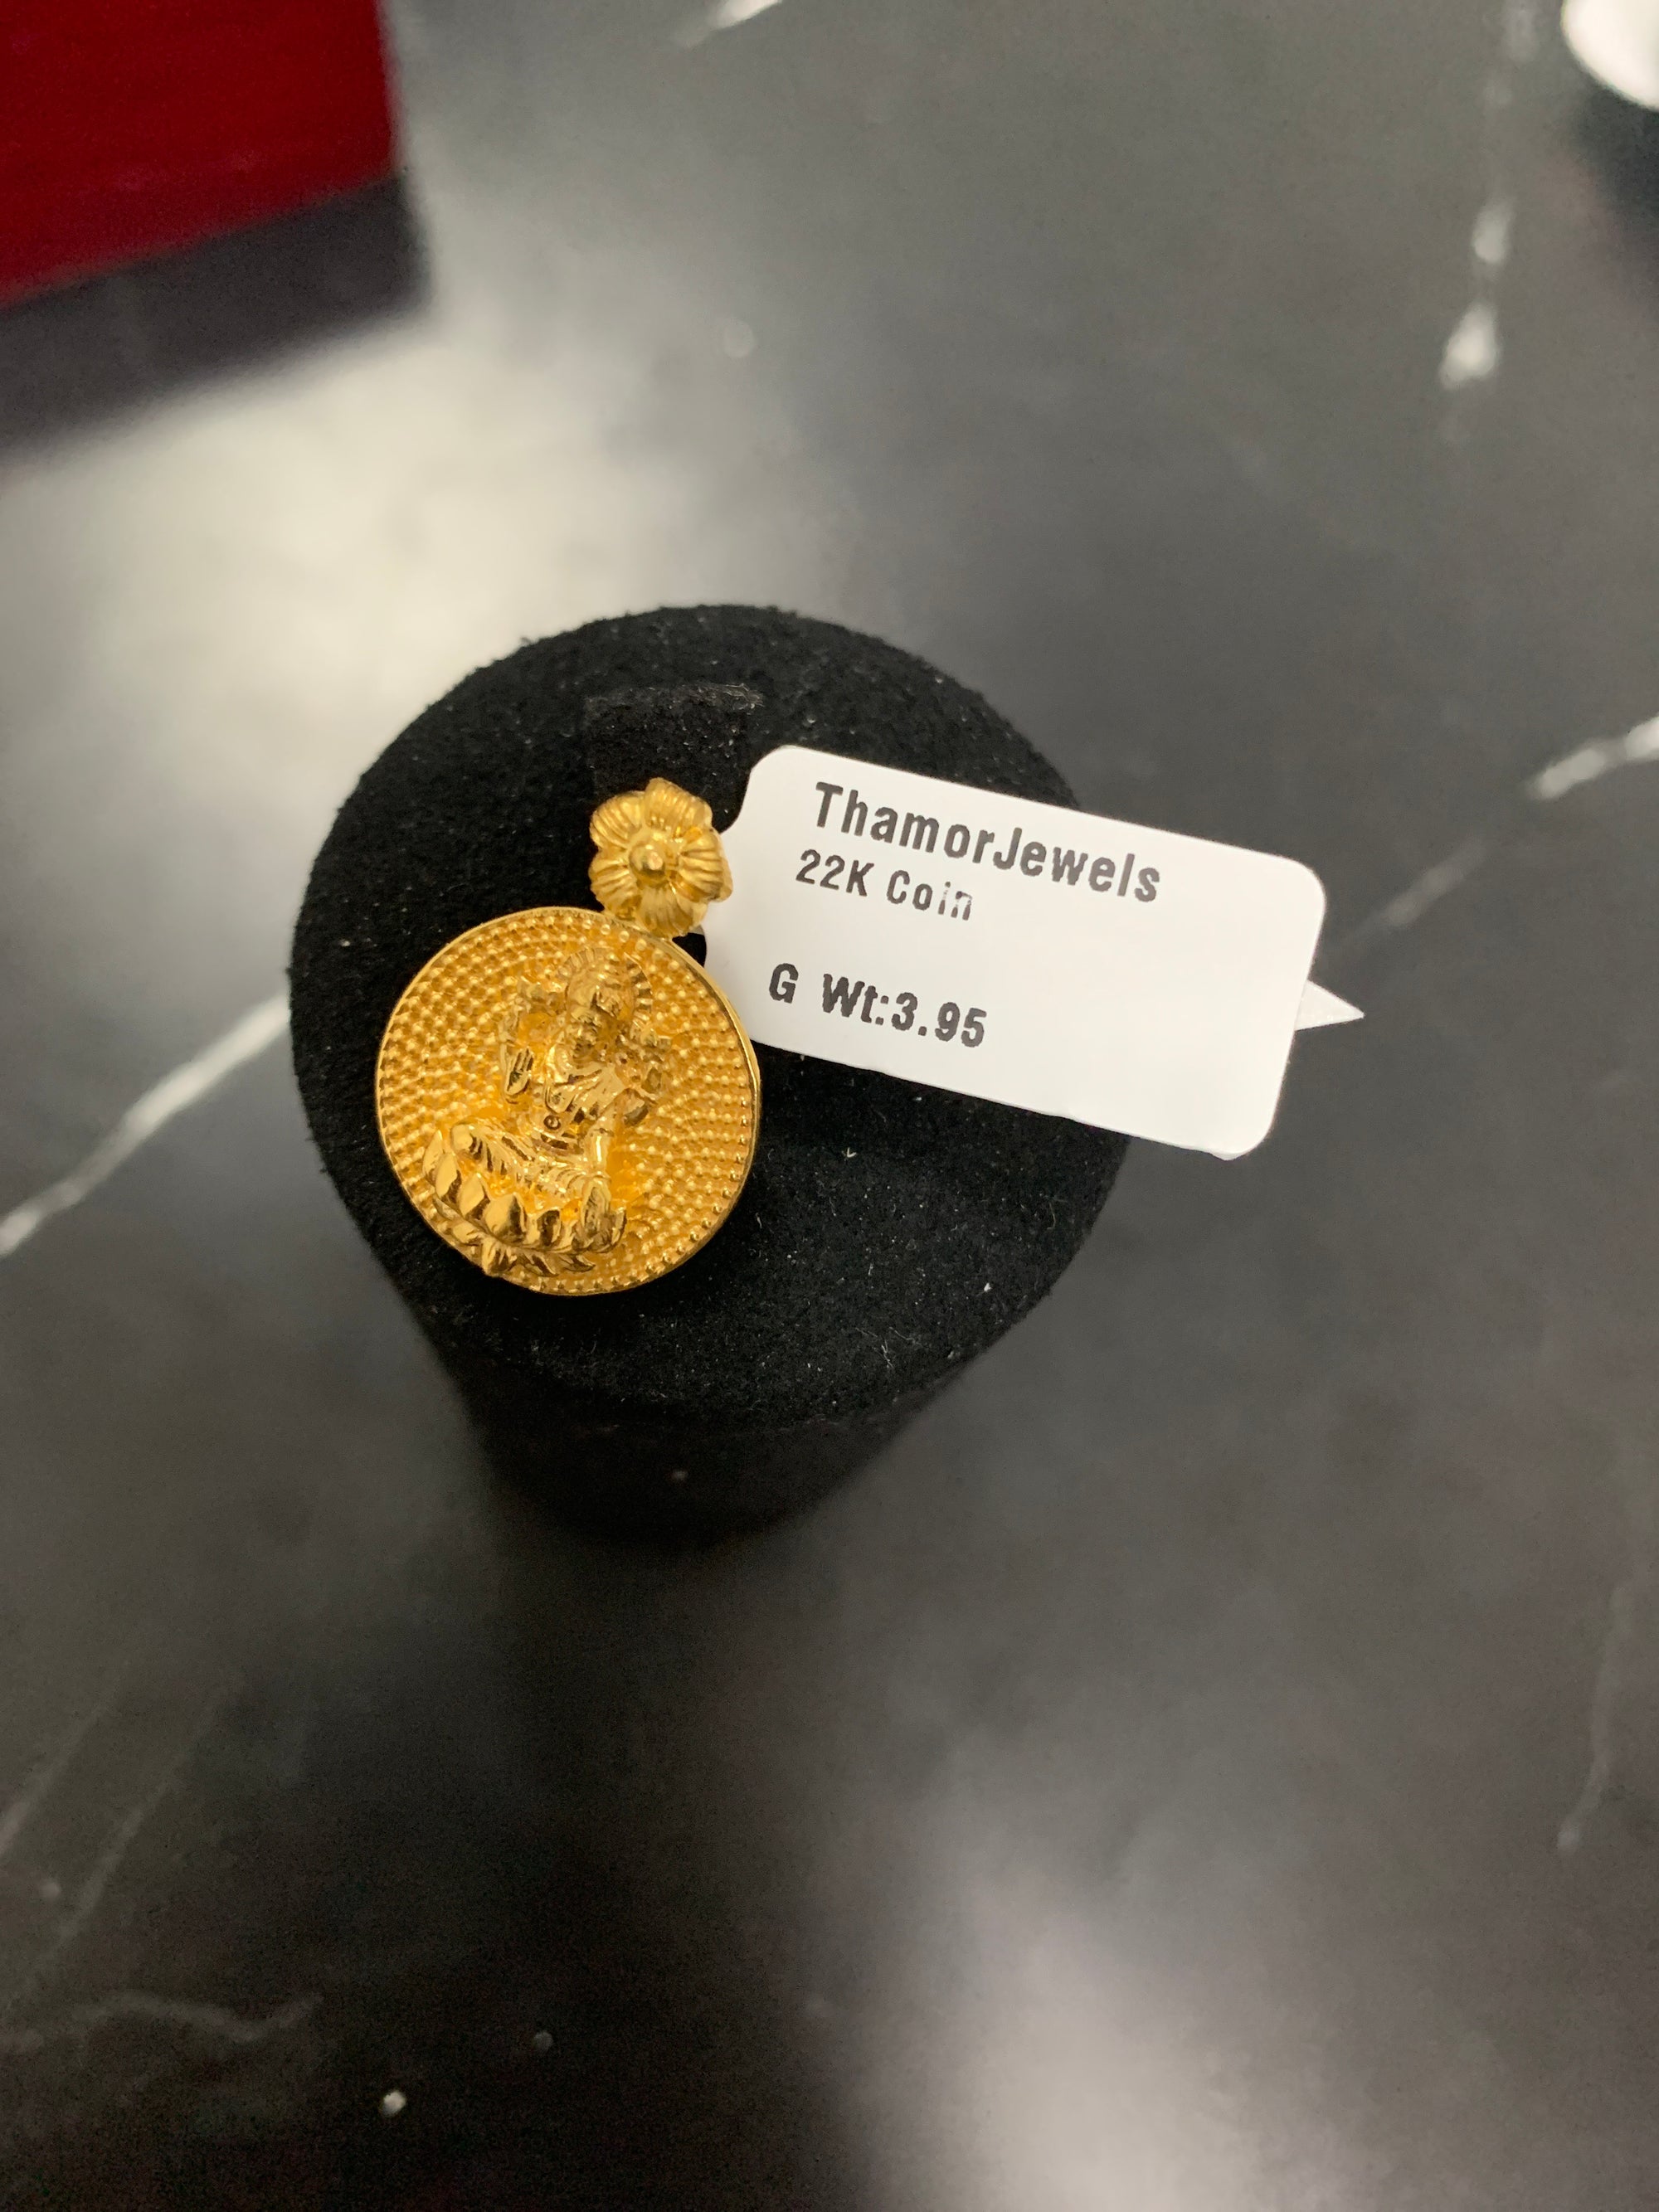 ThamorJewels
22K Coin
G Wt:3.95